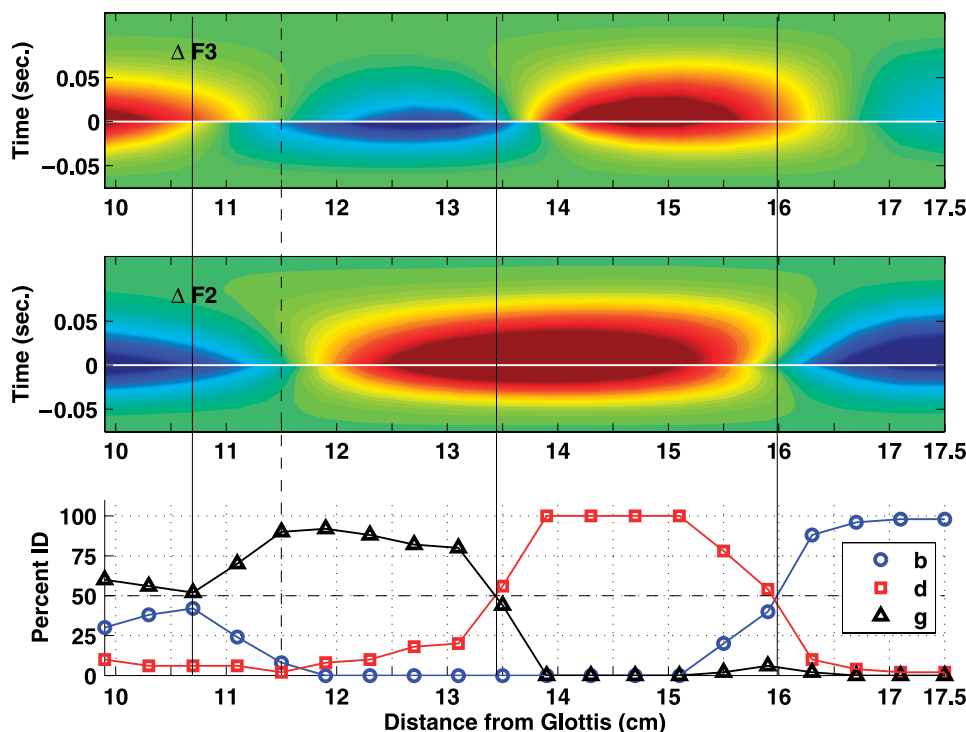 Δ F3
Time (sec.)
0.05
0
−0.05
10 11 12 13 14 15 16 17 17.5
Δ F2
Time (sec.)
0.05
0
−0.05
10 11 12 13 14 15 16 17 17.5
Percent ID
100
75
50
25
0
b
d
g
10 11 12 13 14 15 16 17 17.5
Distance from Glottis (cm)